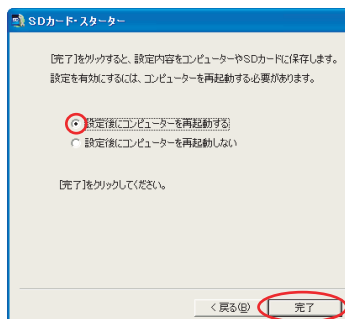 SDカード・スターター
[完了]をクリックすると、設定内容をコンピューターやSDカードに保存します。
設定を有効にするには、コンピューターを再起動する必要があります。
設定後にコンピューターを再起動する
設定後にコンピューターを再起動しない
[完了]をクリックしてください。
< 戻る(B)
完了